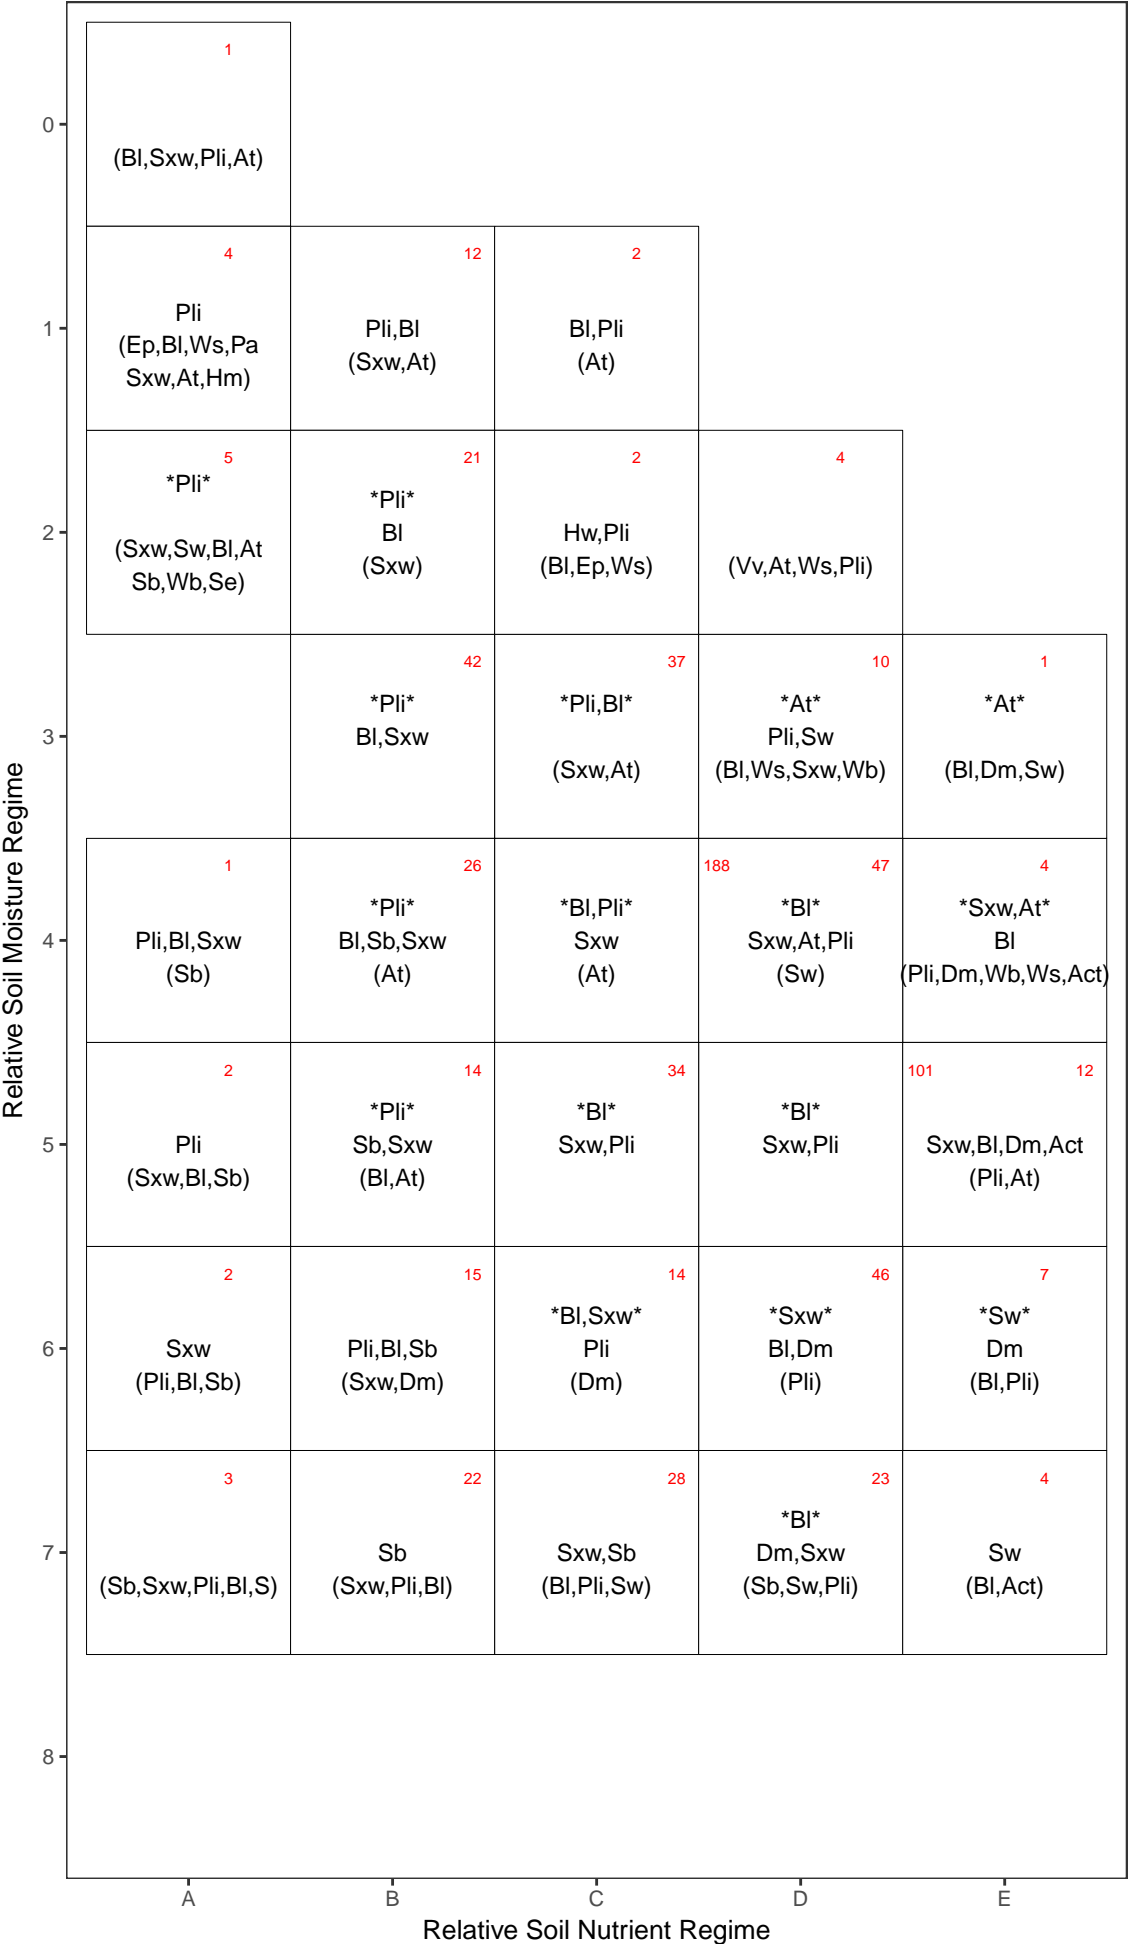 1
0
(Bl,Sxw,Pli,At)
4
12
2
Pli
1
(Ep,Bl,Ws,Pa
Sxw,At,Hm)
Pli,Bl
(Sxw,At)
Bl,Pli
(At)
5
21
2
4
2
*Pli*
(Sxw,Sw,Bl,At
Sb,Wb,Se)
*Pli*
Bl
(Sxw)
Hw,Pli
(Bl,Ep,Ws)
(Vv,At,Ws,Pli)
42
37
10
1
3
*Pli*
Bl,Sxw
*Pli,Bl*
(Sxw,At)
*At*
Pli,Sw
(Bl,Ws,Sxw,Wb)
*At*
(Bl,Dm,Sw)
Relative Soil Moisture Regime
1
26
188
47
4
4
Pli,Bl,Sxw
(Sb)
*Pli*
Bl,Sb,Sxw
(At)
*Bl,Pli*
Sxw
(At)
*Bl*
Sxw,At,Pli
(Sw)
*Sxw,At*
Bl
(Pli,Dm,Wb,Ws,Act)
2
14
34
101
12
5
Pli
(Sxw,Bl,Sb)
*Pli*
Sb,Sxw
(Bl,At)
*Bl*
Sxw,Pli
*Bl*
Sxw,Pli
Sxw,Bl,Dm,Act
(Pli,At)
2
15
14
46
7
6
Sxw
(Pli,Bl,Sb)
Pli,Bl,Sb
(Sxw,Dm)
*Bl,Sxw*
Pli
(Dm)
*Sxw*
Bl,Dm
(Pli)
*Sw*
Dm
(Bl,Pli)
3
22
28
23
4
7
(Sb,Sxw,Pli,Bl,S)
Sb
(Sxw,Pli,Bl)
Sxw,Sb
(Bl,Pli,Sw)
*Bl*
Dm,Sxw
(Sb,Sw,Pli)
Sw
(Bl,Act)
8
A
B
C
D
E
Relative Soil Nutrient Regime